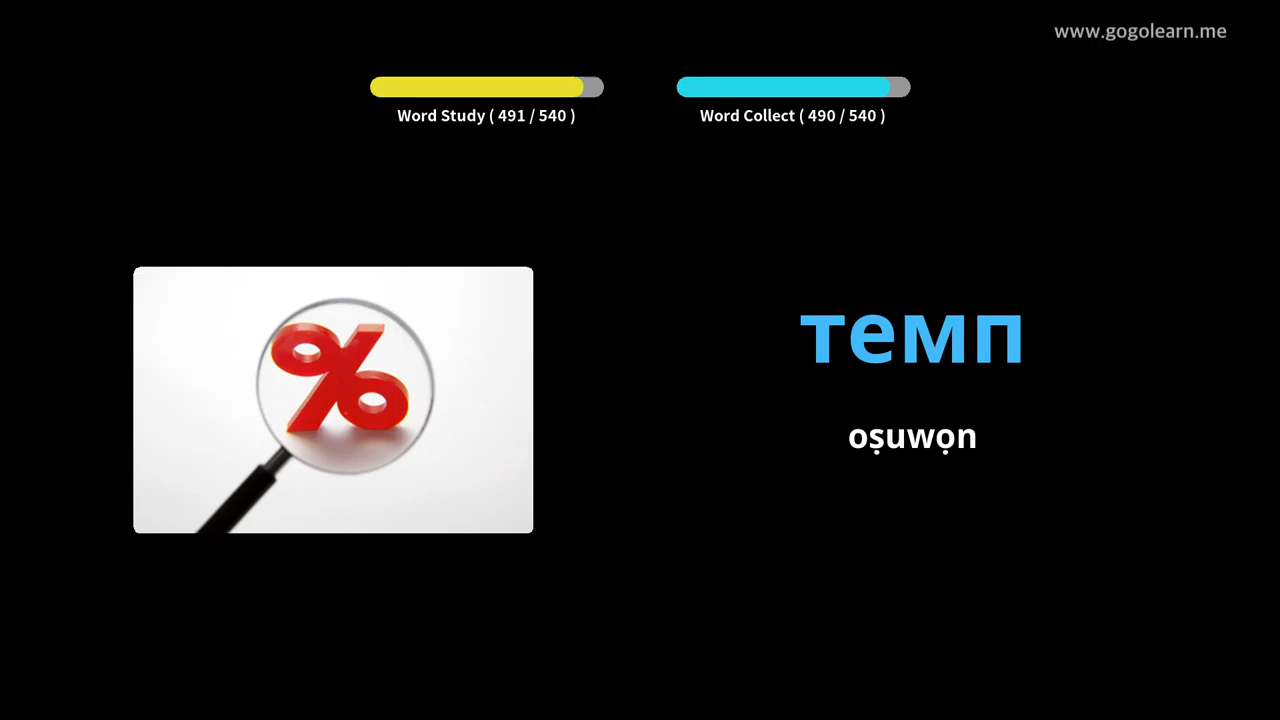 www.gogolearn.me
Word Study ( 491 / 540 )
Word Collect ( 490 / 540 )
%
темп
oṣuwọn